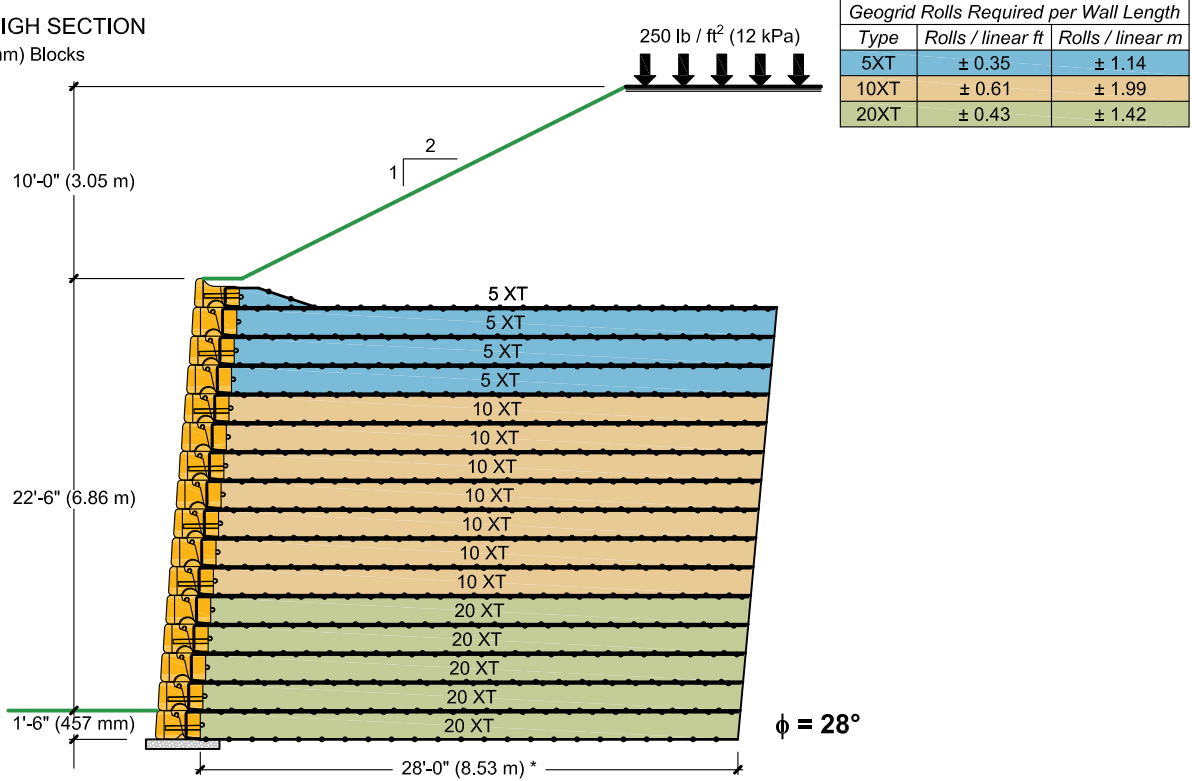 IGH SECTION
mm) Blocks
250 lb / ft² (12 kPa)
Geogrid Rolls Required per Wall Length
Type Rolls / linear ft Rolls / linear m
5XT ± 0.35 ± 1.14
10XT ± 0.61 ± 1.99
20XT ± 0.43 ± 1.42
2
1
10'-0" (3.05 m)
5 XT
5 XT
5 XT
5 XT
10 XT
10 XT
10 XT
10 XT
10 XT
10 XT
10 XT
20 XT
20 XT
20 XT
20 XT
20 XT
22'-6" (6.86 m)
1'-6" (457 mm)
ϕ = 28°
28'-0" (8.53 m) *